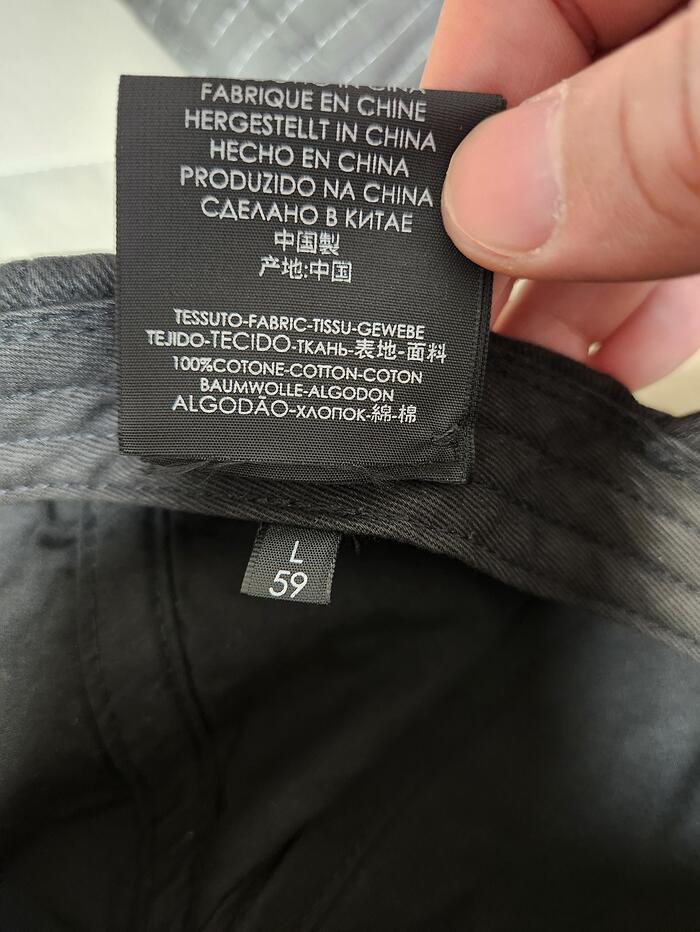 FABRIQUE EN CHINE
HERGESTELLT IN CHINA
HECHO EN CHINA
PRODUZIDO NA CHINA
СДЕЛАНО В КИТАЕ
中国製
产地:中国
TESSUTO-FABRIC-TISSU-GEWEBE
TEJIDO-TECIDO-ТКАНЬ-表地-面料
100%COTONE-COTTON-COTON
BAUMWOLLE-ALGODON
ALGODÃO-ХЛОПОК-綿-棉
L
59